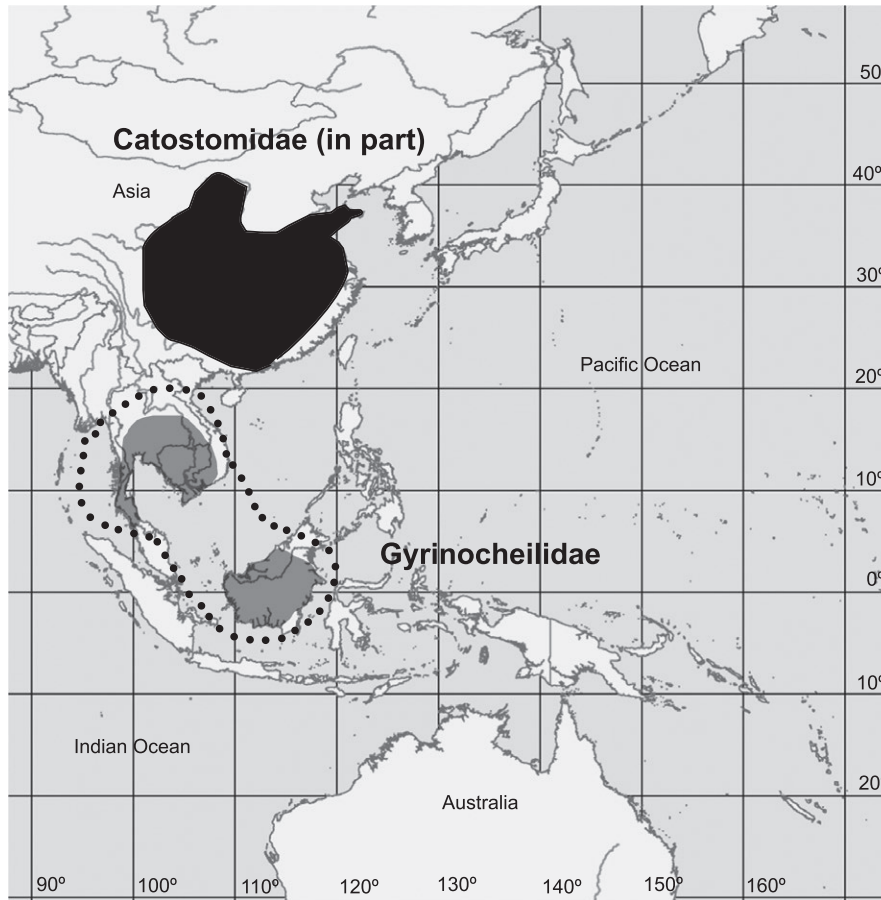 50
Catostomidae (in part)
Asia
40º
30º
Pacific Ocean
20º
10º
Gyrinocheilidae
0º
10º
Indian Ocean
Australia
20
90º 100º 110º 120º 130º 140º 150º 160º